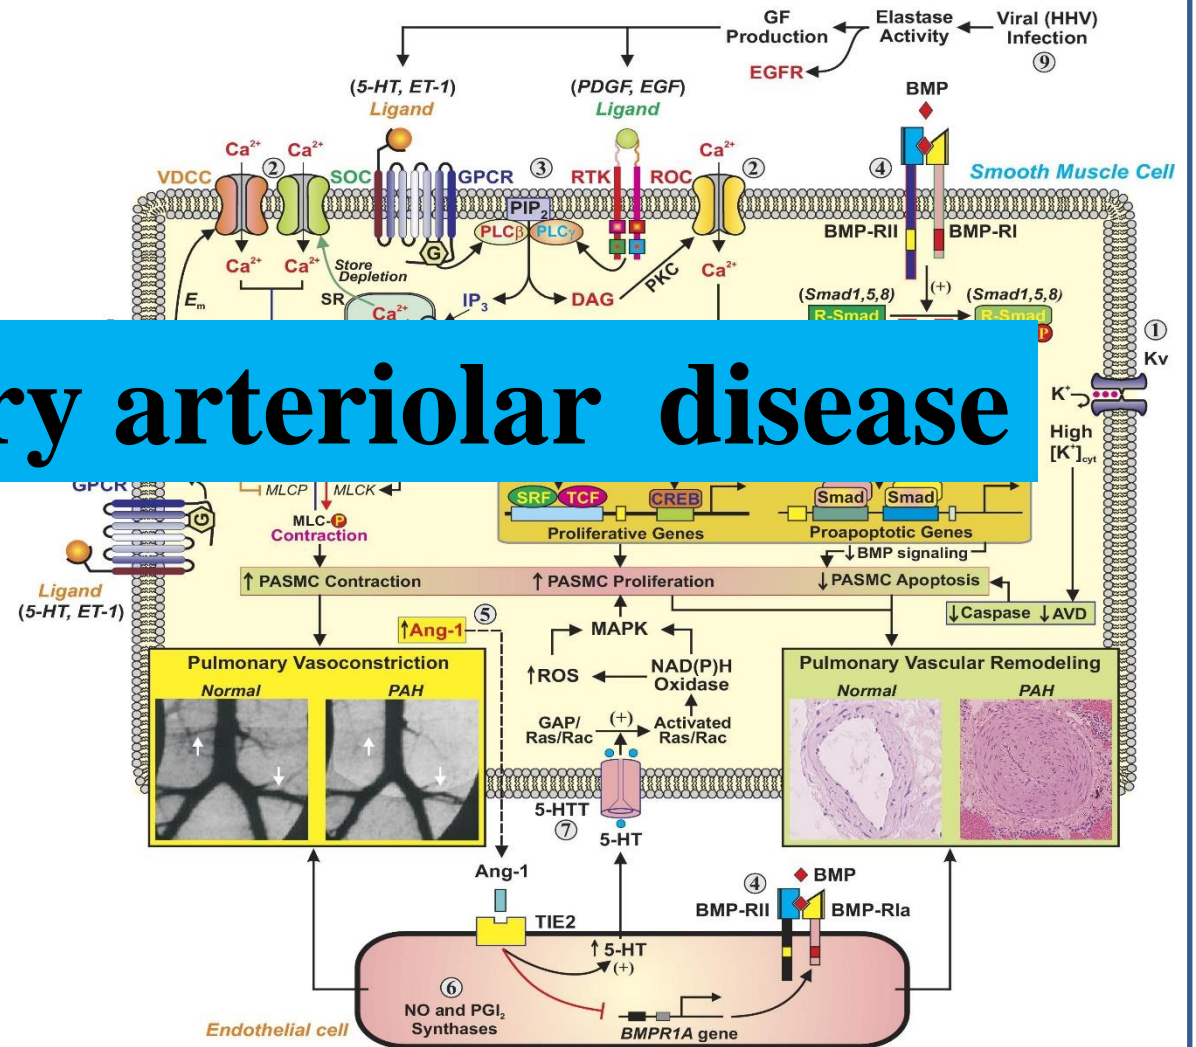 GF
Production
Elastase
Activity
Viral (HHV)
Infection
9
EGFR
(5-HT, ET-1)
Ligand
(PDGF, EGF)
Ligand
BMP
Ca²⁺
2
Ca²⁺
VDCC
SOC
GPCR
3
RTK
ROC
Ca²⁺
2
4
Smooth Muscle Cell
PIP₂
PLCβ
PLCγ
G
BMP-RII
BMP-RI
Ca²⁺
Ca²⁺
Store
Depletion
Ca²⁺
PKC
Eₘ
SR
Ca²⁺
IP₃
DAG
(+)
(Smad1,5,8)
(Smad1,5,8)
R-Smad
R-Smad
P
1
Kv
ry arteriolar disease
K⁺
High
[K⁺]cyt
GPCR
MLCP
MLCK
G
MLC-P
Contraction
SRF
TCF
CREB
Smad
Smad
Proliferative Genes
Proapoptotic Genes
↓BMP signaling
Ligand
(5-HT, ET-1)
↑PASMC Contraction
↑PASMC Proliferation
↓PASMC Apoptosis
↓Caspase ↓AVD
↑Ang-1
5
MAPK
↑ROS
NAD(P)H
Oxidase
GAP/
Ras/Rac
(+)
Activated
Ras/Rac
Pulmonary Vasoconstriction
Normal
PAH
Pulmonary Vascular Remodeling
Normal
PAH
5-HTT
7
5-HT
Ang-1
TIE2
4
BMP
BMP-RII
BMP-RIa
↑5-HT
(+)
6
NO and PGI₂
Synthases
BMPR1A gene
Endothelial cell